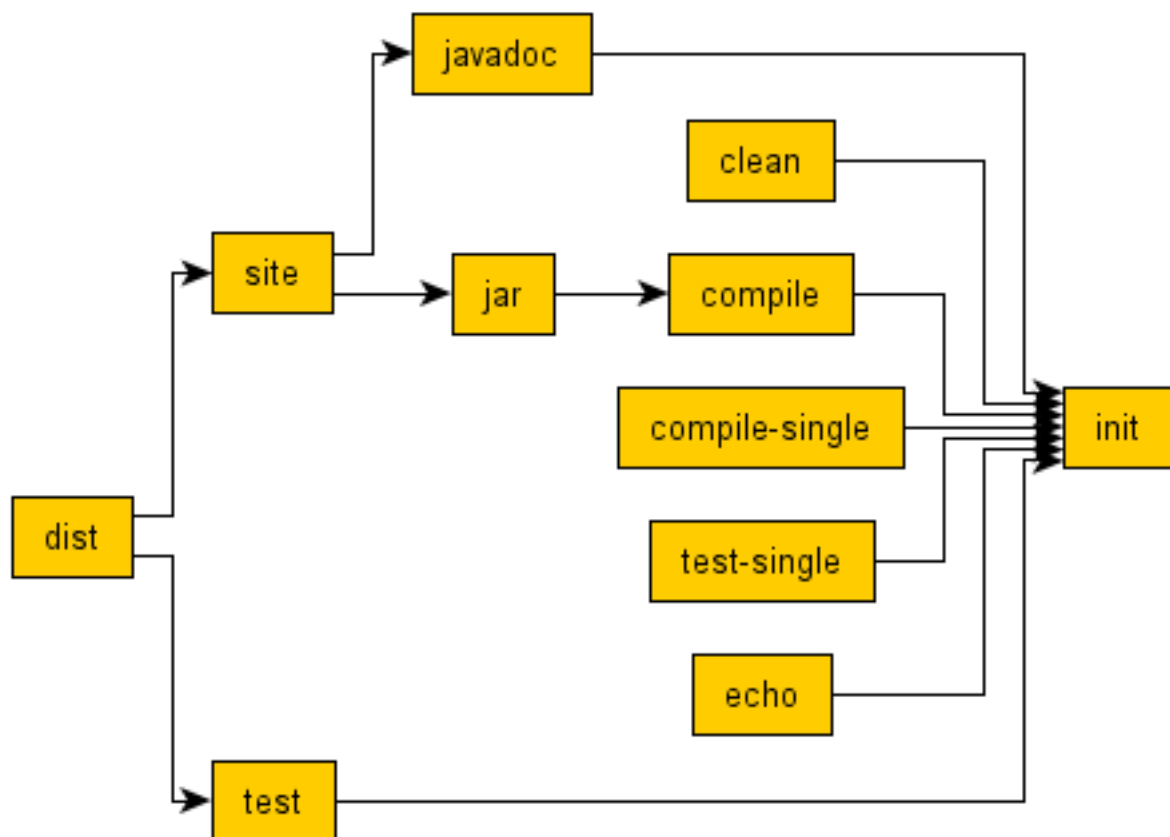 javadoc
clean
site
jar
compile
compile-single
init
dist
test-single
echo
test